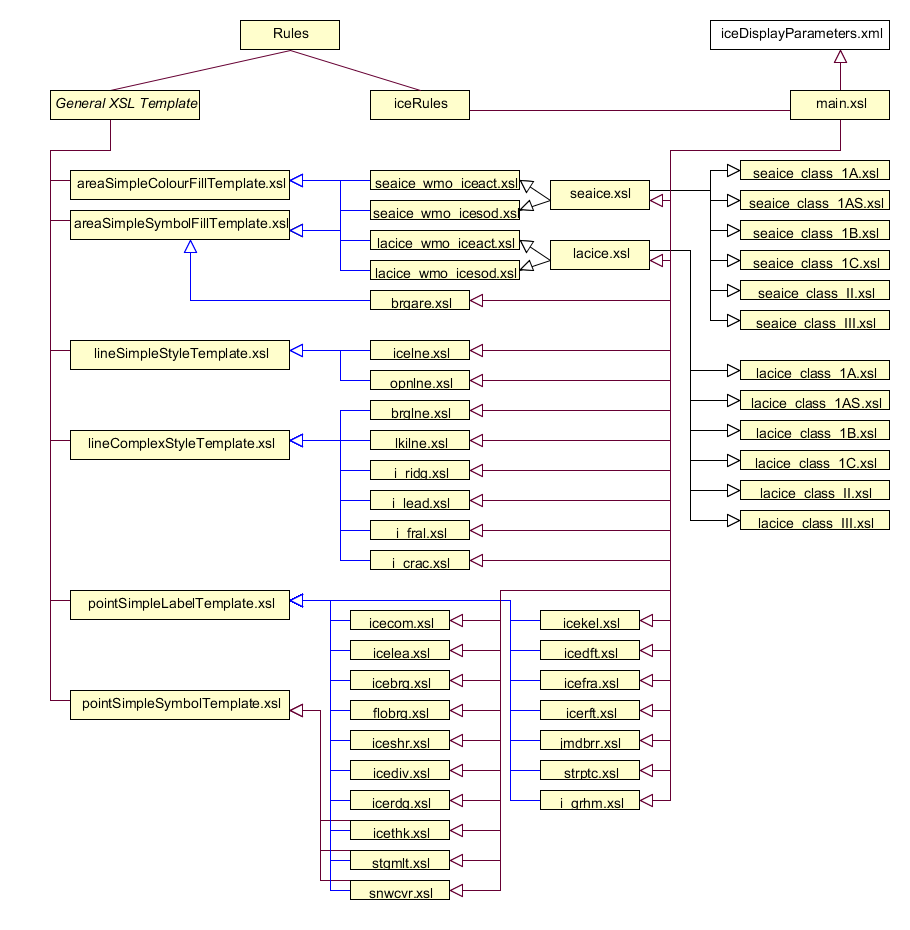 Rules
iceDisplayParameters.xml
General XSL Template
iceRules
main.xsl
areaSimpleColourFillTemplate.xsl
seaice_wmo_iceact.xsl
seaice.xsl
seaice_class_1A.xsl
seaice_class_1AS.xsl
areaSimpleSymbolFillTemplate.xsl
seaice_wmo_icesod.xsl
seaice_class_1B.xsl
lacice_wmo_iceact.xsl
lacice.xsl
seaice_class_1C.xsl
lacice_wmo_icesod.xsl
seaice_class_II.xsl
brgare.xsl
seaice_class_III.xsl
lineSimpleStyleTemplate.xsl
icelne.xsl
lacice_class_1A.xsl
opnlne.xsl
lacice_class_1AS.xsl
brglne.xsl
lacice_class_1B.xsl
lineComplexStyleTemplate.xsl
lkilne.xsl
lacice_class_1C.xsl
i_ridg.xsl
lacice_class_II.xsl
i_lead.xsl
lacice_class_III.xsl
i_fral.xsl
i_crac.xsl
pointSimpleLabelTemplate.xsl
icecom.xsl
icekel.xsl
icelea.xsl
icedft.xsl
icebrg.xsl
icefra.xsl
pointSimpleSymbolTemplate.xsl
flobrg.xsl
icerft.xsl
iceshr.xsl
jmdbrr.xsl
icediv.xsl
strptc.xsl
icerdg.xsl
i_grhm.xsl
icethk.xsl
stgmlt.xsl
snwcvr.xsl